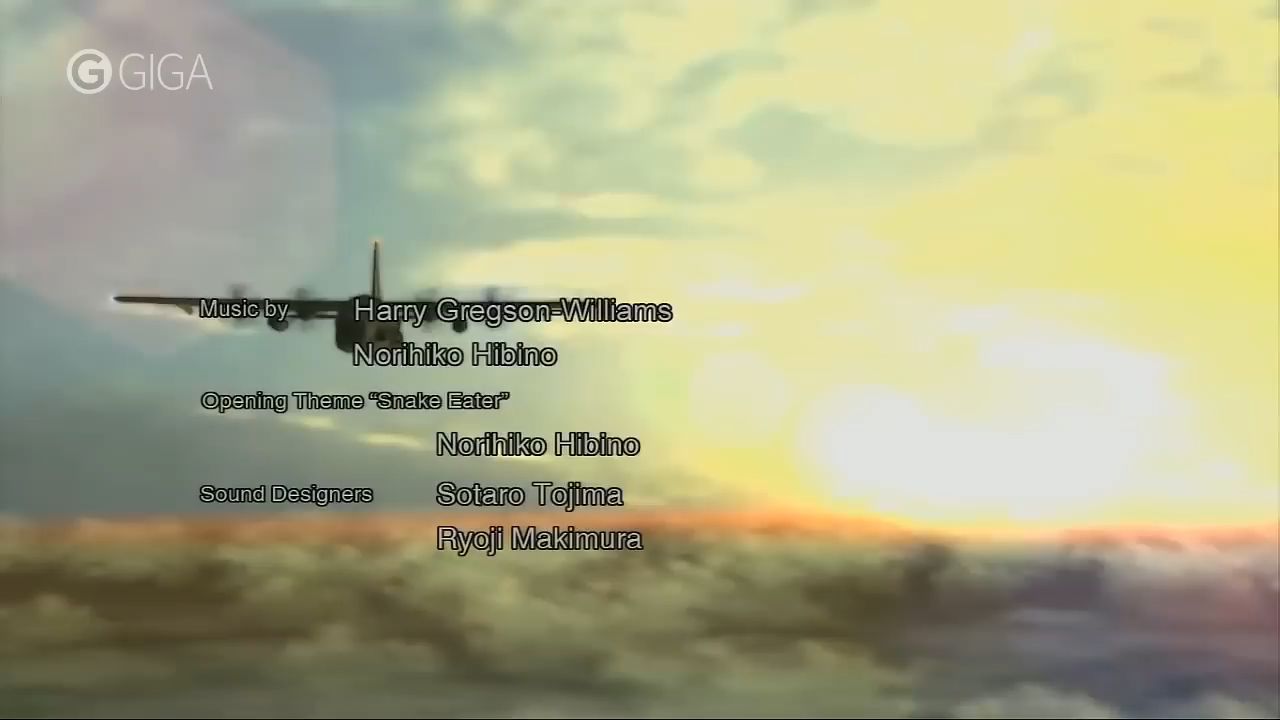 GIGA
Music by Harry Gregson-Williams
Norihiko Hibino
Opening Theme “Snake Eater”
Norihiko Hibino
Sound Designers Sotaro Tojima
Ryoji Makimura